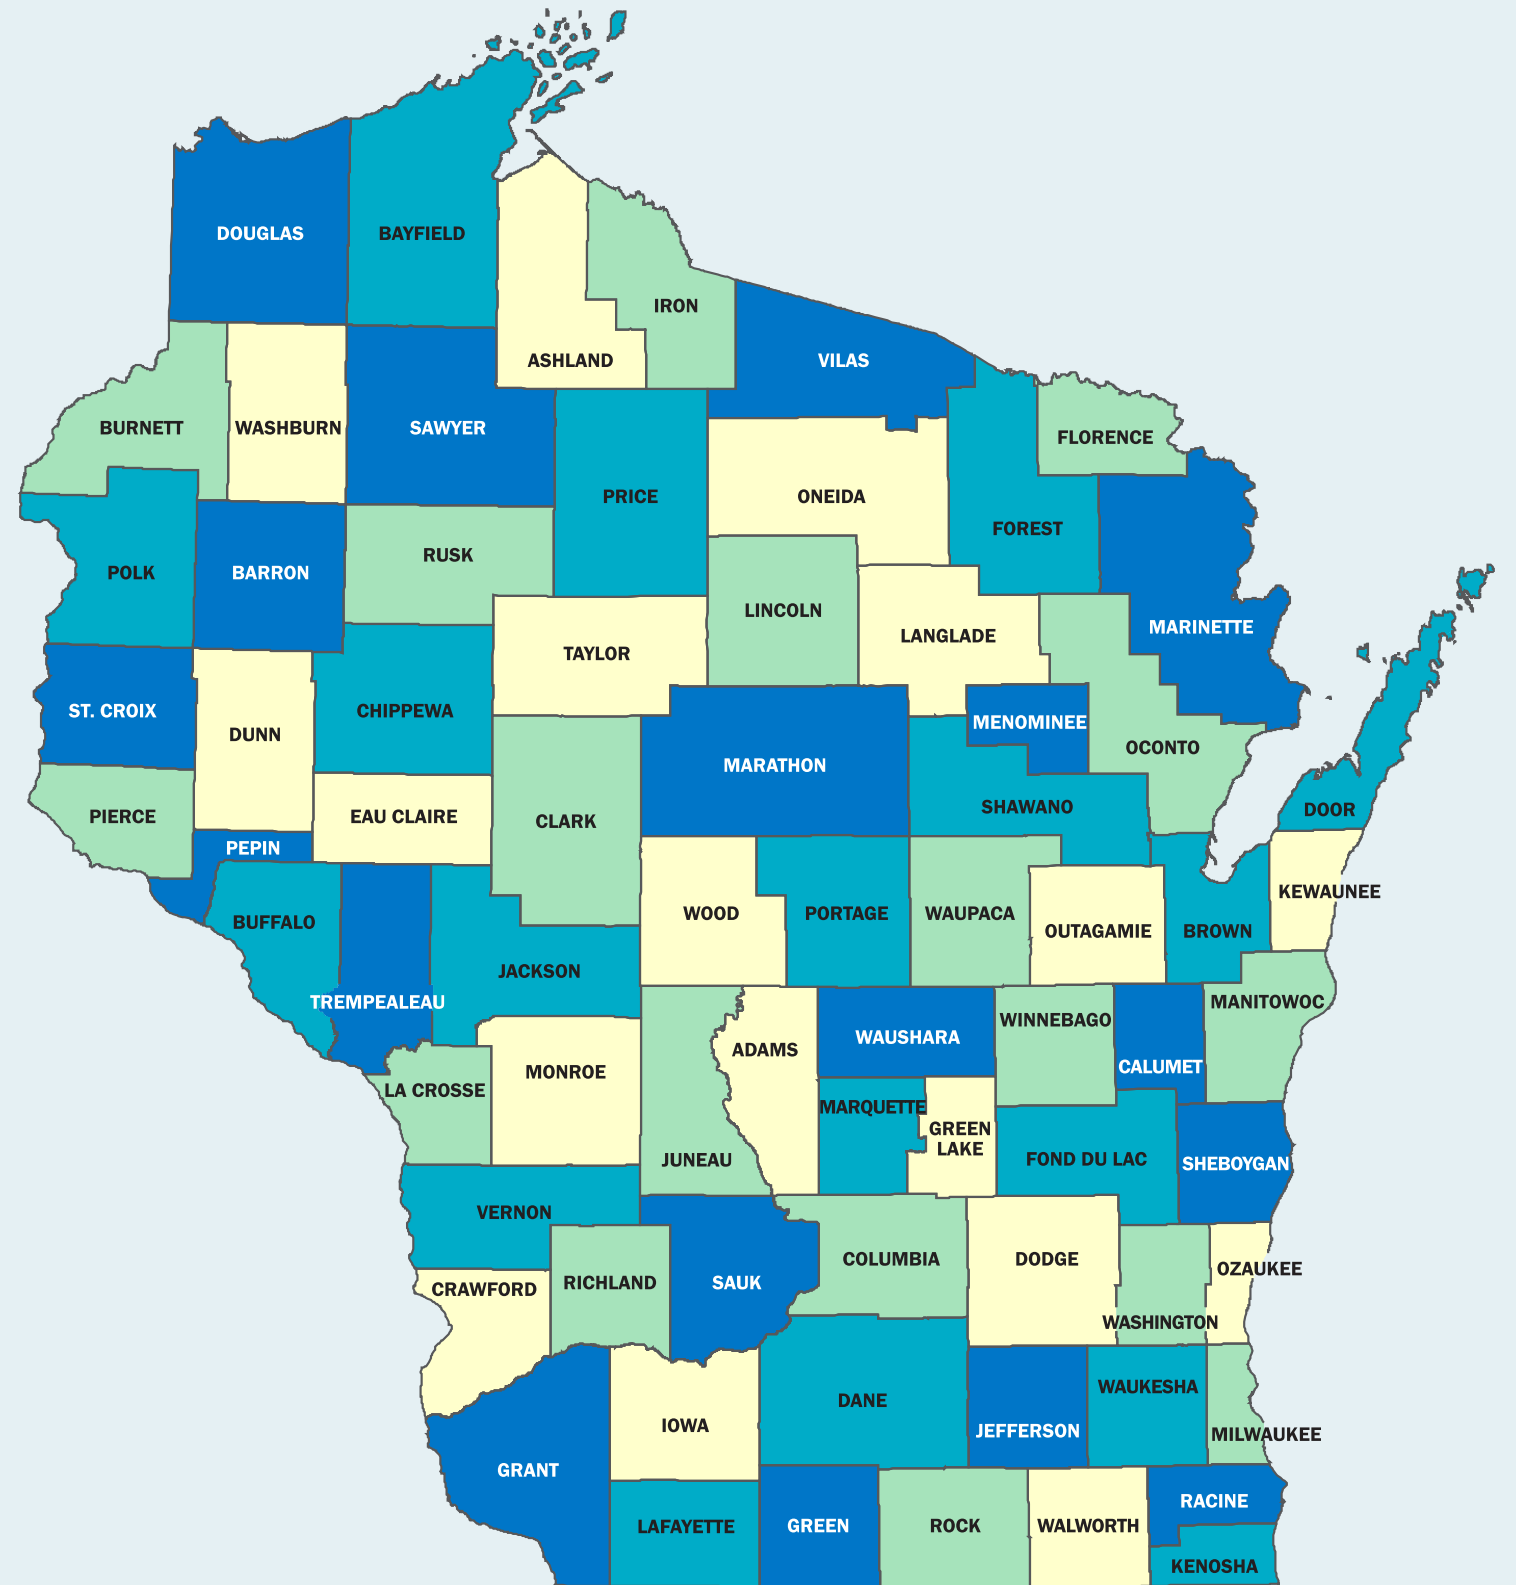 DOUGLAS
BAYFIELD
IRON
ASHLAND
VILAS
BURNETT
WASHBURN
SAWYER
FLORENCE
PRICE
ONEIDA
FOREST
RUSK
POLK
BARRON
LINCOLN
MARINETTE
LANGLADE
TAYLOR
ST. CROIX
CHIPPEWA
MENOMINEE
DUNN
OCONTO
MARATHON
SHAWANO
DOOR
PIERCE
EAU CLAIRE
CLARK
PEPIN
KEWAUNEE
WOOD
PORTAGE
WAUPACA
BUFFALO
OUTAGAMIE
BROWN
JACKSON
TREMPEALEAU
MANITOWOC
WINNEBAGO
WAUSHARA
ADAMS
CALUMET
MONROE
LA CROSSE
MARQUETTE
GREEN
LAKE
JUNEAU
FOND DU LAC
SHEBOYGAN
VERNON
COLUMBIA
DODGE
OZAUKEE
RICHLAND
SAUK
CRAWFORD
WASHINGTON
WAUKESHA
DANE
IOWA
JEFFERSON
MILWAUKEE
GRANT
RACINE
LAFAYETTE
GREEN
ROCK
WALWORTH
KENOSHA